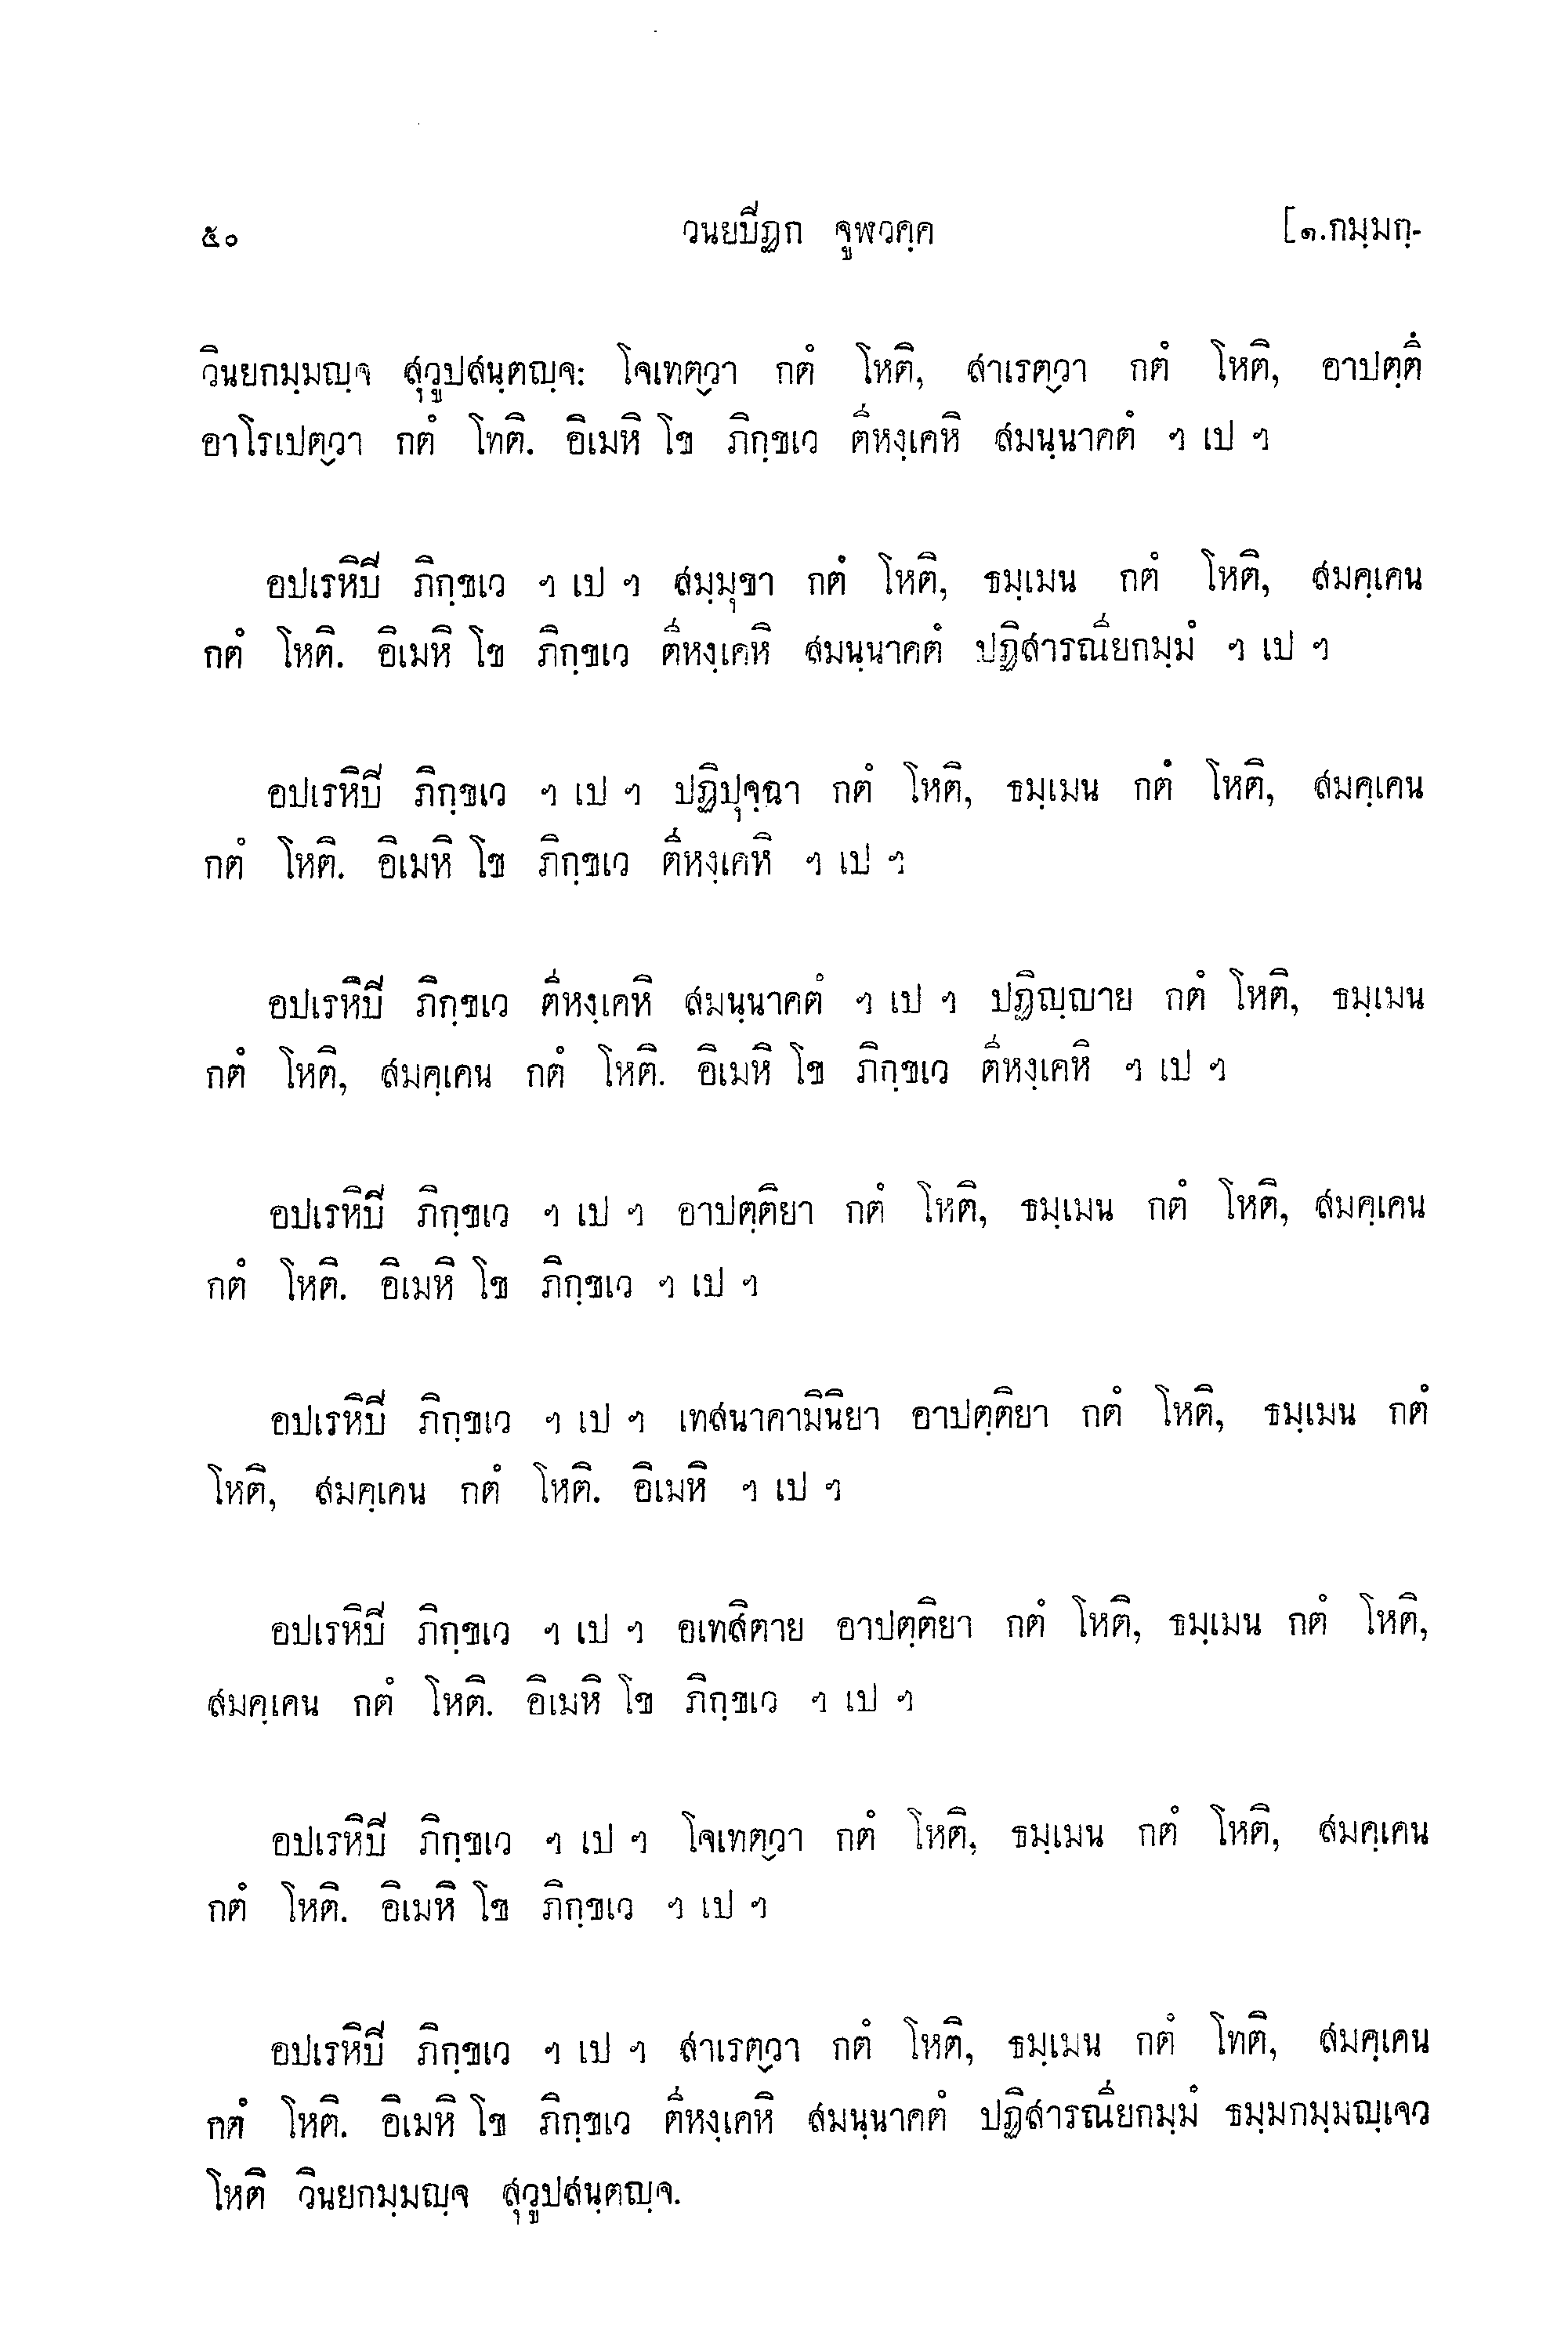 ๕๐ วนยบีฏก จูฬวคฺค [๑.กมฺมกฺ-
วินยกมฺมญฺจ สุวูปสนฺตญฺจ: โจเทตฺวา กตํ โหติ, สาเรตฺวา กตํ โหติ, อาปตฺตึ
อาโรเปตฺวา กตํ โทติ. อิเมหิ โข ภิกฺขเว ตีหงฺเคหิ สมนฺนาคตํ ฯ เป ฯ
อปเรหิบี ภิกฺขเว ฯ เป ฯ สมฺมุขา กตํ โหติ, ธมฺเมน กตํ โหติ, สมคฺเคน
กตํ โหติ. อิเมหิ โข ภิกฺขเว ตีหงฺเคหิ สมนฺนาคตํ ปฏิสารณียกมฺมํ ฯ เป ฯ
อปเรหิบี ภิกฺขเว ฯ เป ฯ ปฏิปุจฺฉา กตํ โหติ, ธมฺเมน กตํ โหติ, สมคฺเคน
กตํ โหติ. อิเมหิ โข ภิกฺขเว ตีหงฺเคหิ ฯ เป ฯ
อปเรหิบี ภิกฺขเว ตีหงฺเคหิ สมนฺนาคตํ ฯ เป ฯ ปฏิญฺญาย กตํ โหติ, ธมฺเมน
กตํ โหติ, สมคฺเคน กตํ โหติ. อิเมหิ โข ภิกฺขเว ตีหงฺเคหิ ฯ เป ฯ
อปเรหิบี ภิกฺขเว ฯ เป ฯ อาปตฺติยา กตํ โหติ, ธมฺเมน กตํ โหติ, สมคฺเคน
กตํ โหติ. อิเมหิ โข ภิกฺขเว ฯ เป ฯ
อปเรหิบี ภิกฺขเว ฯ เป ฯ เทสนาคามินิยา อาปตฺติยา กตํ โหติ, ธมฺเมน กตํ
โหติ, สมคฺเคน กตํ โหติ. อิเมหิ ฯ เป ฯ
อปเรหิบี ภิกฺขเว ฯ เป ฯ อเทสิตาย อาปตฺติยา กตํ โหติ, ธมฺเมน กตํ โหติ,
สมคฺเคน กตํ โหติ. อิเมหิ โข ภิกฺขเว ฯ เป ฯ
อปเรหิบี ภิกฺขเว ฯ เป ฯ โจเทตฺวา กตํ โหติ, ธมฺเมน กตํ โหติ, สมคฺเคน
กตํ โหติ. อิเมหิ โข ภิกฺขเว ฯ เป ฯ
อปเรหิบี ภิกฺขเว ฯ เป ฯ สาเรตฺวา กตํ โหติ, ธมฺเมน กตํ โทติ, สมคฺเคน
กตํ โหติ. อิเมหิ โข ภิกฺขเว ตีหงฺเคหิ สมนฺนาคตํ ปฏิสารณียกมฺมํ ธมฺมกมฺมญฺเจว
โหติ วินยกมฺมญฺจ สุวูปสนฺตญฺจ.